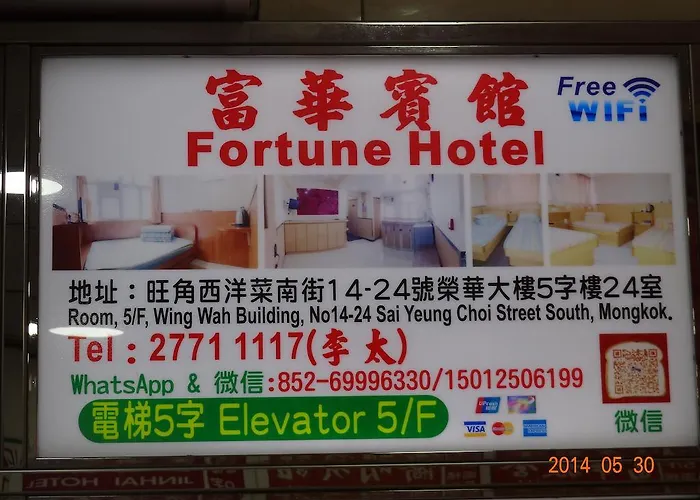 富華賓館
Free WiFi
Fortune Hotel
地址：旺角西洋菜南街14-24號榮華大樓5字樓24室
Room, 5/F, Wing Wah Building, No14-24 Sai Yeung Choi Street South, Mongkok.
Tel : 2771 1117(李 太)
WhatsApp & 微信:852-69996330/15012506199
電梯5字 Elevator 5/F
VISA
微信
2014 05 30
JINHAI HOTEL